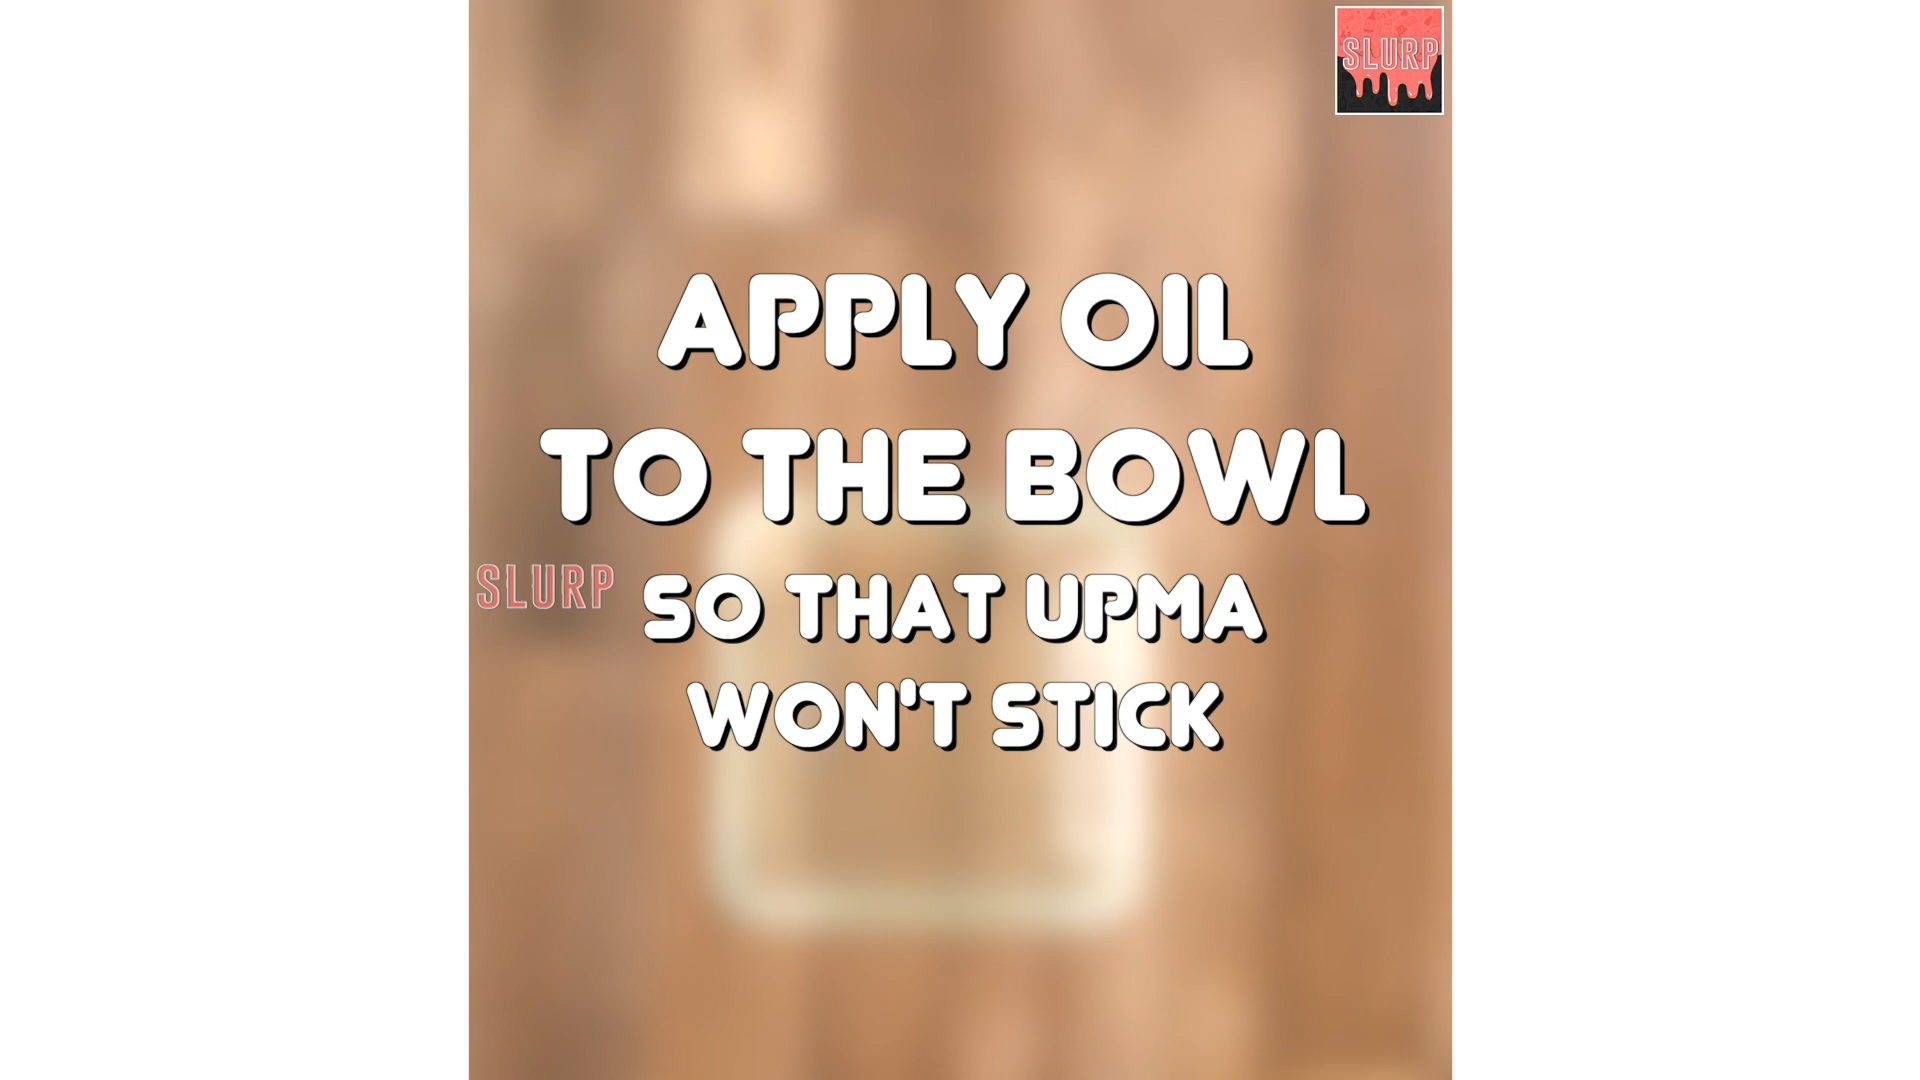 SLURP
APPLY OIL
TO THE BOWL
SLURP
SO THAT UPMA
WON'T STICK